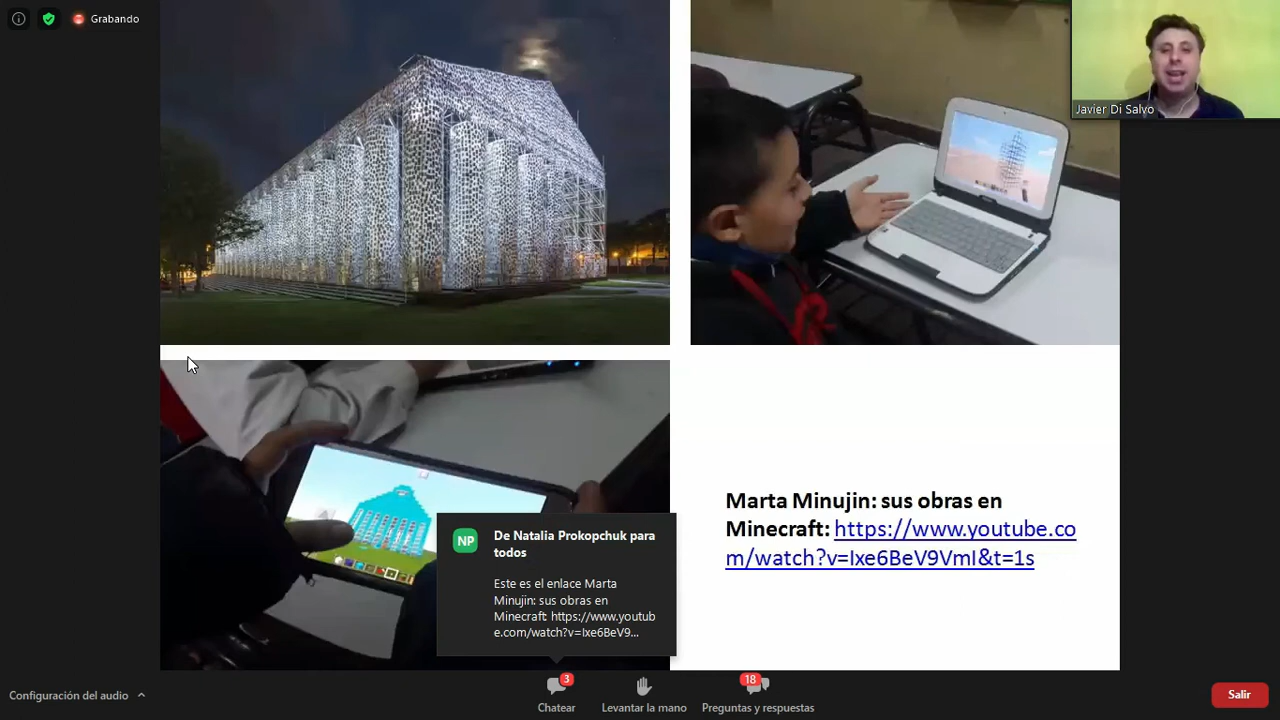 Grabando
Javier Di Salvo
Marta Minujin: sus obras en
Minecraft: https://www.youtube.co
m/watch?v=Ixe6BeV9VmI&t=1s
NP
De Natalia Prokopchuk para
todos
Este es el enlace Marta
Minujin: sus obras en
Minecraft: https://www.youtub
e.com/watch?v=Ixe6BeV9...
Configuración del audio
3
Chatear
Levantar la mano
18
Preguntas y respuestas
Salir